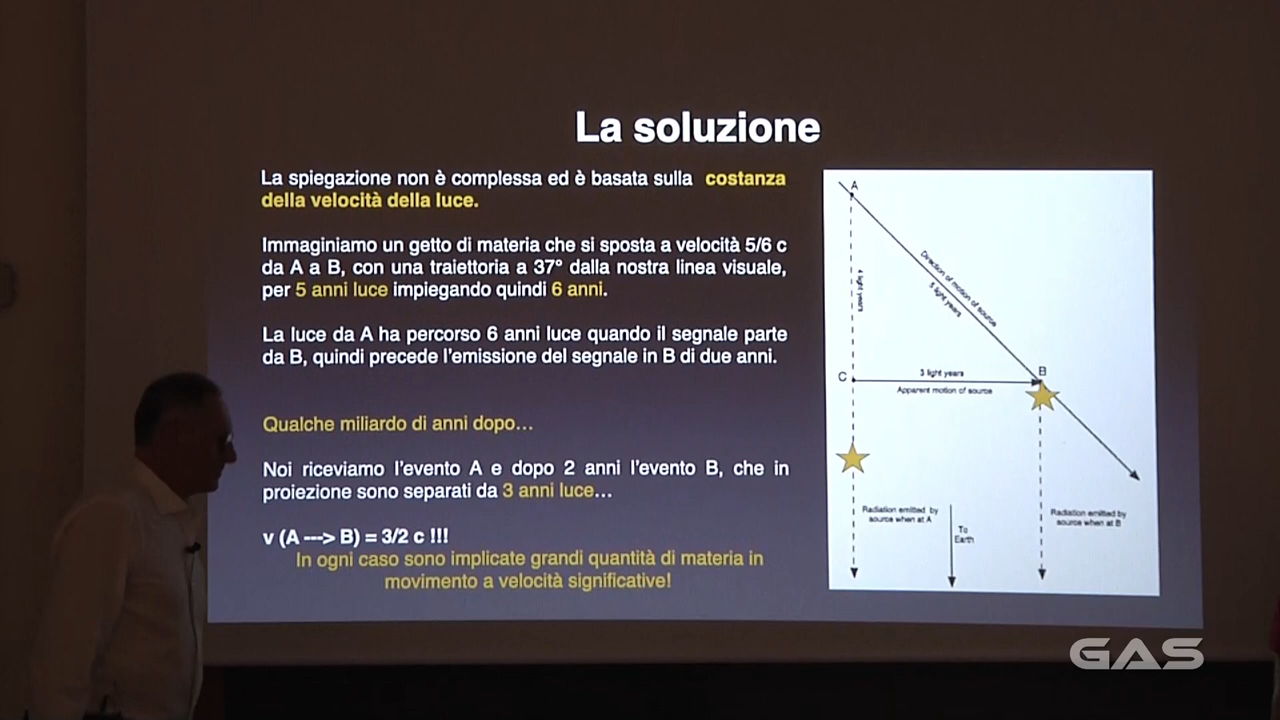 La soluzione
La spiegazione non è complessa ed è basata sulla costanza
della velocità della luce.
Immaginiamo un getto di materia che si sposta a velocità 5/6 c
da A a B, con una traiettoria a 37° dalla nostra linea visuale,
per 5 anni luce impiegando quindi 6 anni.
La luce da A ha percorso 6 anni luce quando il segnale parte
da B, quindi precede l'emissione del segnale in B di due anni.
Qualche miliardo di anni dopo...
Noi riceviamo l'evento A e dopo 2 anni l'evento B, che in
proiezione sono separati da 3 anni luce...
v (A ---> B) = 3/2 c !!!
In ogni caso sono implicate grandi quantità di materia in
movimento a velocità significative!
A
Direction of motion of source
5 light years
4 light years
C
3 light years
B
Apparent motion of source
Radiation emitted by
source when at A
To
Earth
Radiation emitted by
source when at B
GAS